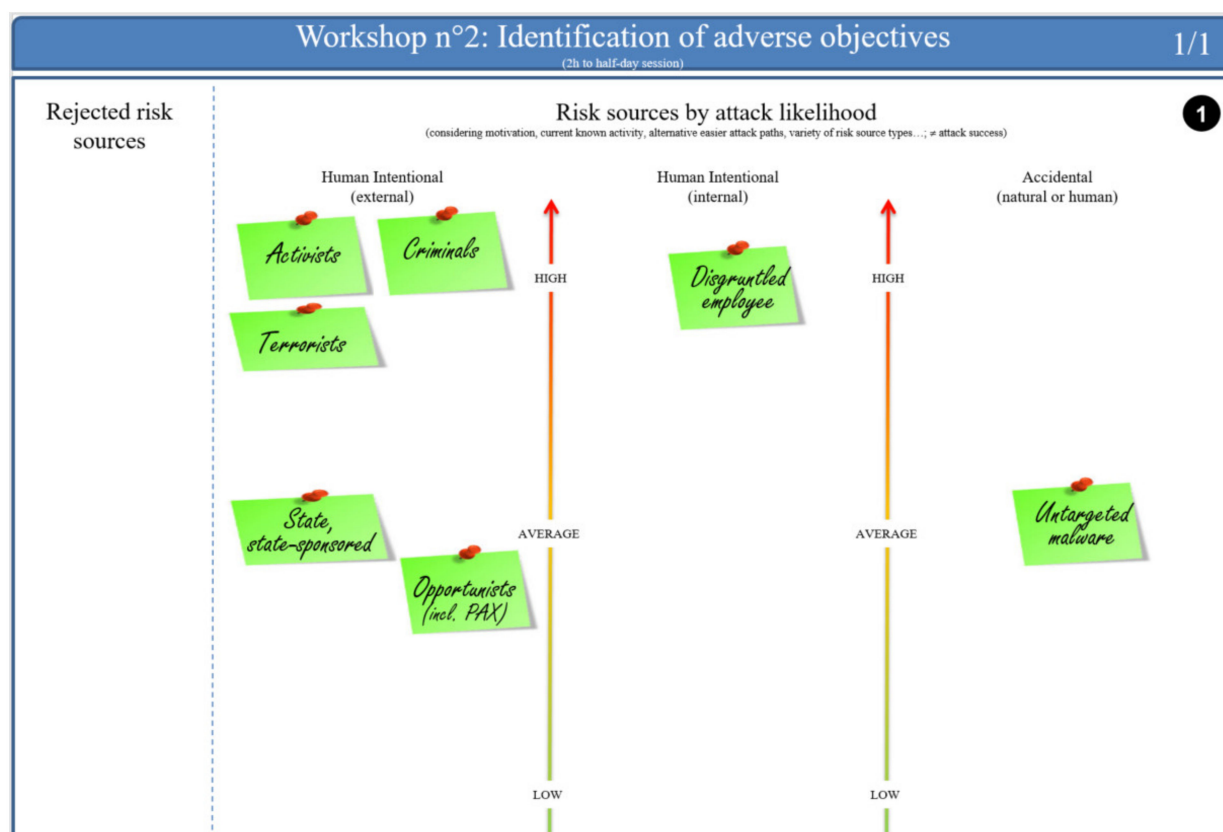 Workshop n°2: Identification of adverse objectives
1/1
(2h to half-day session)
Rejected risk
sources
Risk sources by attack likelihood
(considering motivation, current known activity, alternative easier attack paths, variety of risk source types…; ≠ attack success)
1
Human Intentional
(external)
Human Intentional
(internal)
Accidental
(natural or human)
Activists
Criminals
Terrorists
HIGH
Disgruntled
employee
HIGH
State,
state-sponsored
Opportunists
(incl. PAX)
AVERAGE
AVERAGE
Untargeted
malware
LOW
LOW